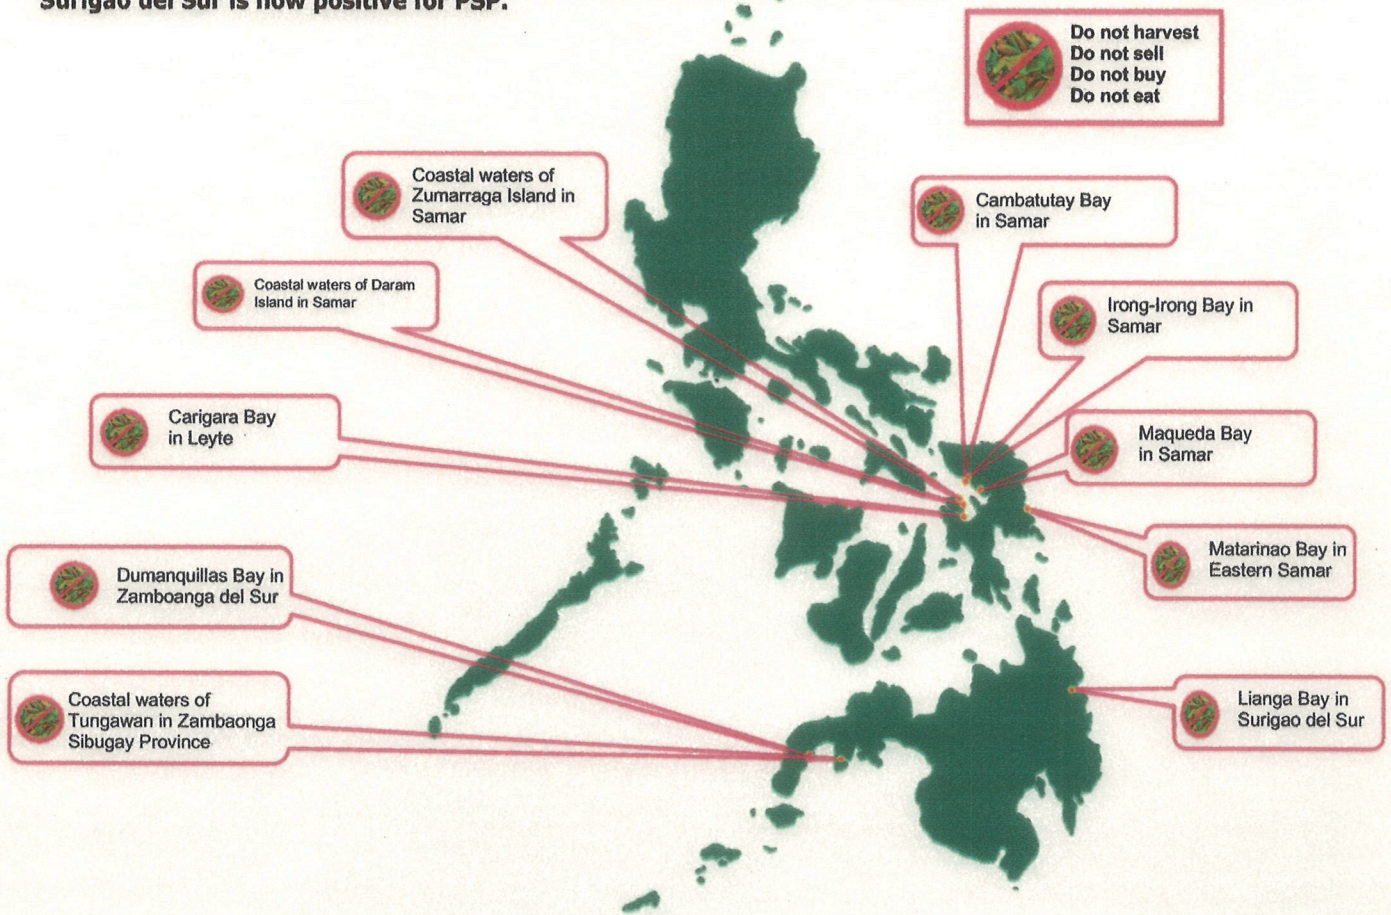 Surigao del Sur is now positive for PSP.
Do not harvest
Do not sell
Do not buy
Do not eat
Coastal waters of
Zumarraga Island in
Samar
Cambatutay Bay
in Samar
Coastal waters of Daram
Island in Samar
Irong-Irong Bay in
Samar
Carigara Bay
in Leyte
Maqueda Bay
in Samar
Matarinao Bay in
Eastern Samar
Dumanquillas Bay in
Zamboanga del Sur
Coastal waters of
Tungawan in Zambaonga
Sibugay Province
Lianga Bay in
Surigao del Sur